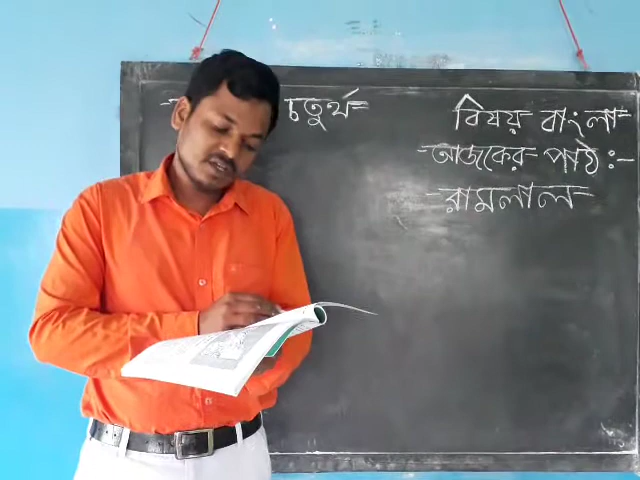 চতুর্থ
বিষয় বাংলা
আজকের পাঠ :-
রামলাল